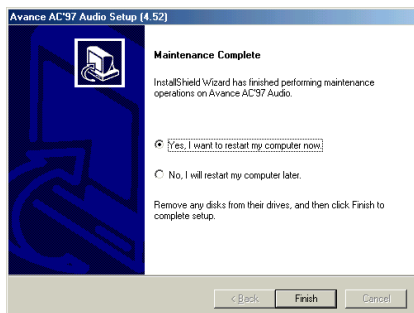 Avance AC'97 Audio Setup (4.52)
Maintenance Complete
InstallShield Wizard has finished performing maintenance
operations on Avance AC'97 Audio.
Yes, I want to restart my computer now.
No, I will restart my computer later.
Remove any disks from their drives, and then click Finish to
complete setup.
< Back
Finish
Cancel